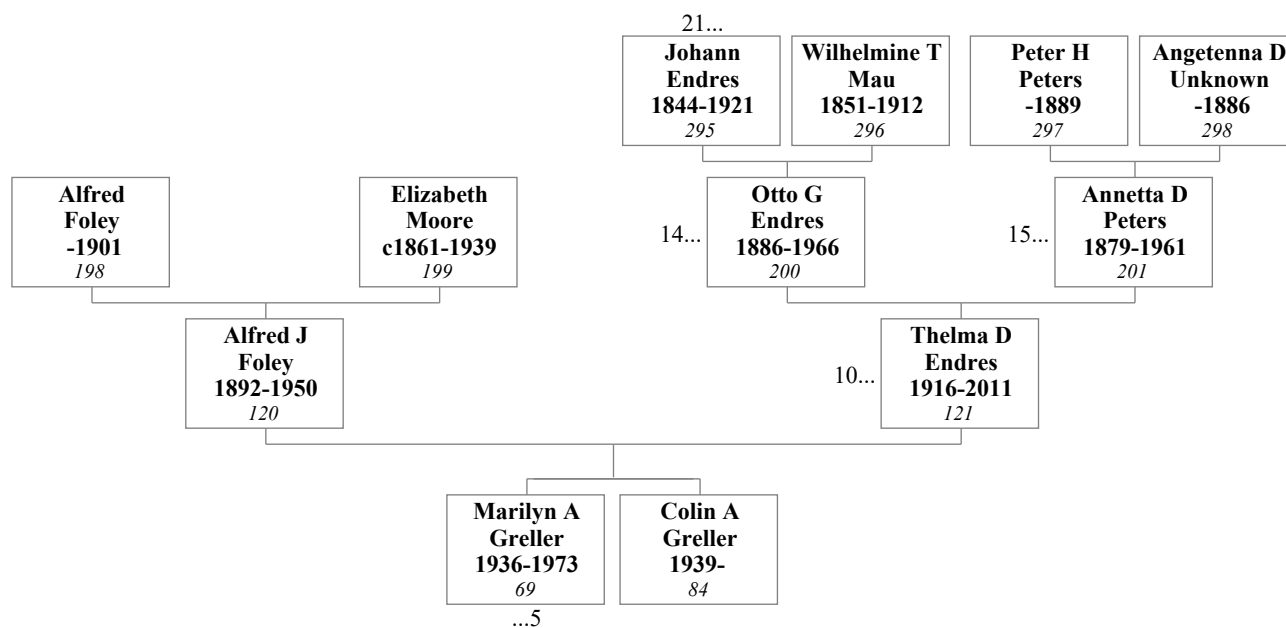 21...
Johann
Endres
1844-1921
295
Wilhelmine T
Mau
1851-1912
296
Peter H
Peters
-1889
297
Angetenna D
Unknown
-1886
298
Alfred
Foley
-1901
198
Elizabeth
Moore
c1861-1939
199
14...
Otto G
Endres
1886-1966
200
15...
Annetta D
Peters
1879-1961
201
Alfred J
Foley
1892-1950
120
10...
Thelma D
Endres
1916-2011
121
Marilyn A
Greller
1936-1973
69
Colin A
Greller
1939-
84
...5